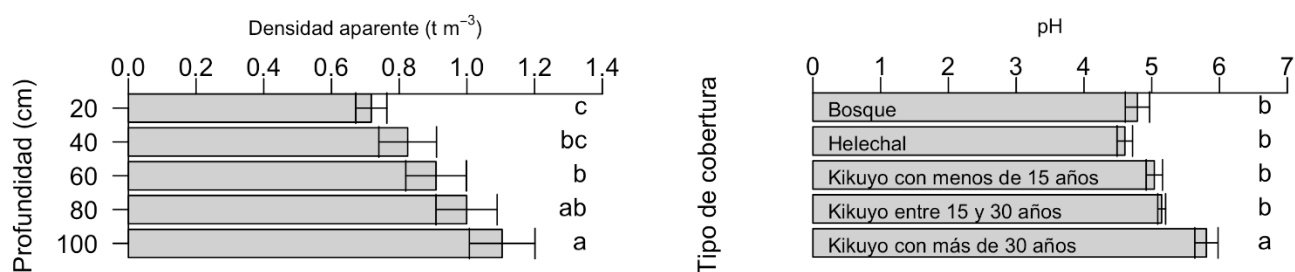 Densidad aparente (t m⁻³)
0.0 0.2 0.4 0.6 0.8 1.0 1.2 1.4
Profundidad (cm)
20 c
40 bc
60 b
80 ab
100 a
pH
0 1 2 3 4 5 6 7
Tipo de cobertura
Bosque b
Helechal b
Kikuyo con menos de 15 años b
Kikuyo entre 15 y 30 años b
Kikuyo con más de 30 años a